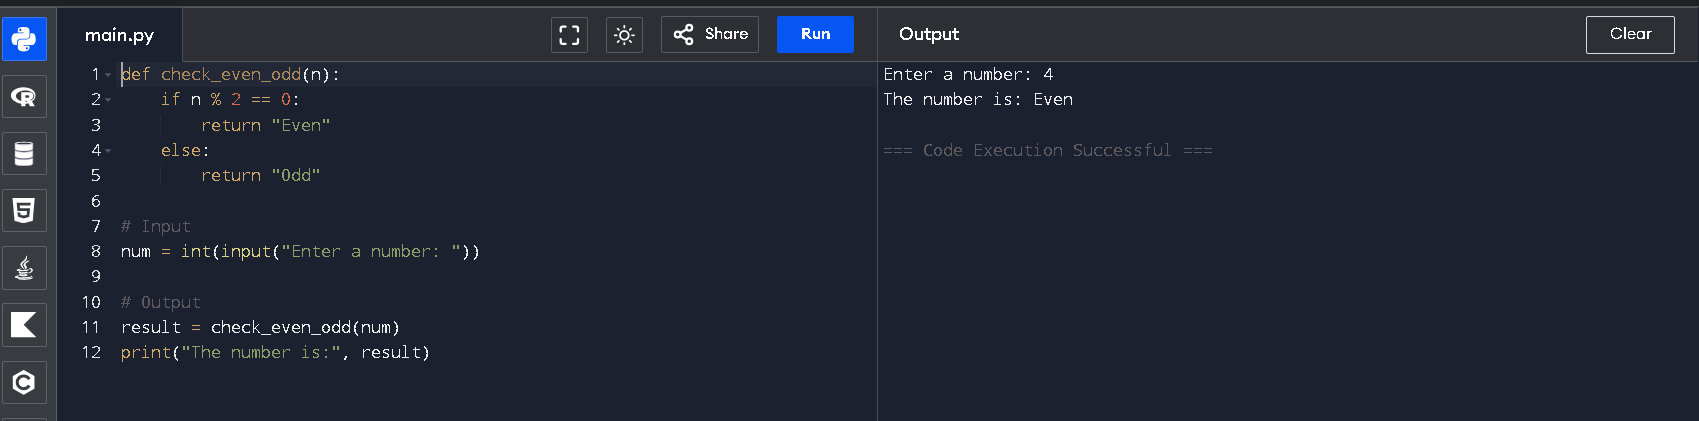 main.py
Share
Run
Output
Clear
1 def check_even_odd(n):
2     if n % 2 == 0:
3         return "Even"
4     else:
5         return "Odd"
6
7 # Input
8 num = int(input("Enter a number: "))
9
10 # Output
11 result = check_even_odd(num)
12 print("The number is:", result)
Enter a number: 4
The number is: Even
=== Code Execution Successful ===